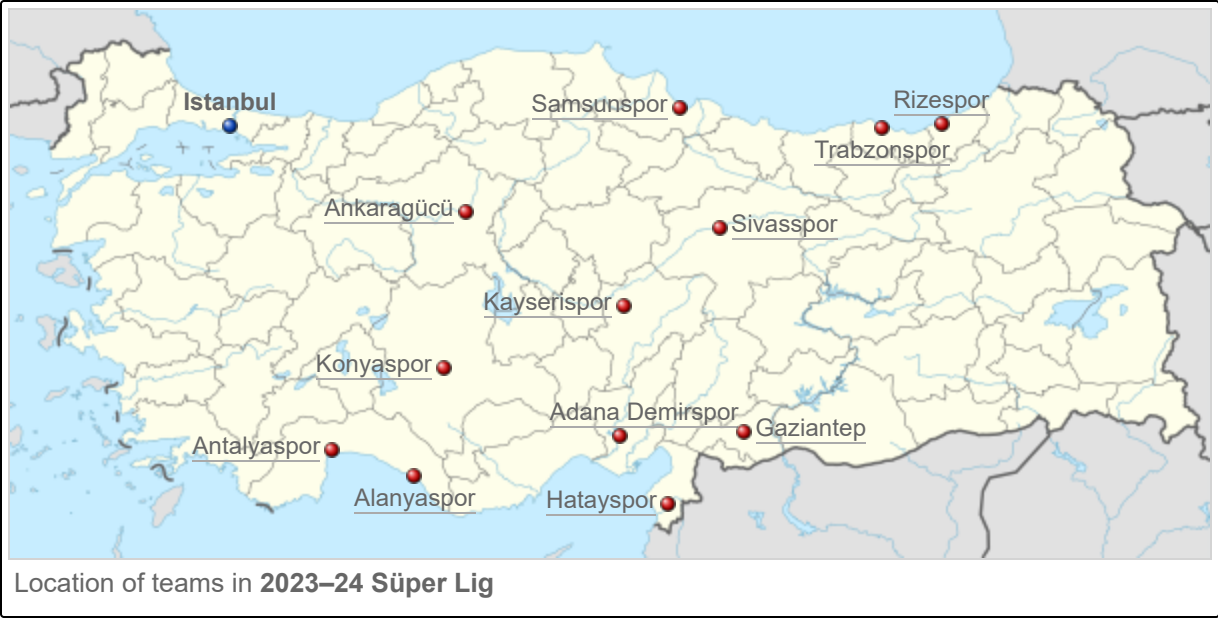 Istanbul
Samsunspor
Rizespor
Trabzonspor
Ankaragücü
Sivasspor
Kayserispor
Konyaspor
Adana Demirspor
Gaziantep
Antalyaspor
Alanyaspor
Hatayspor
Location of teams in 2023–24 Süper Lig